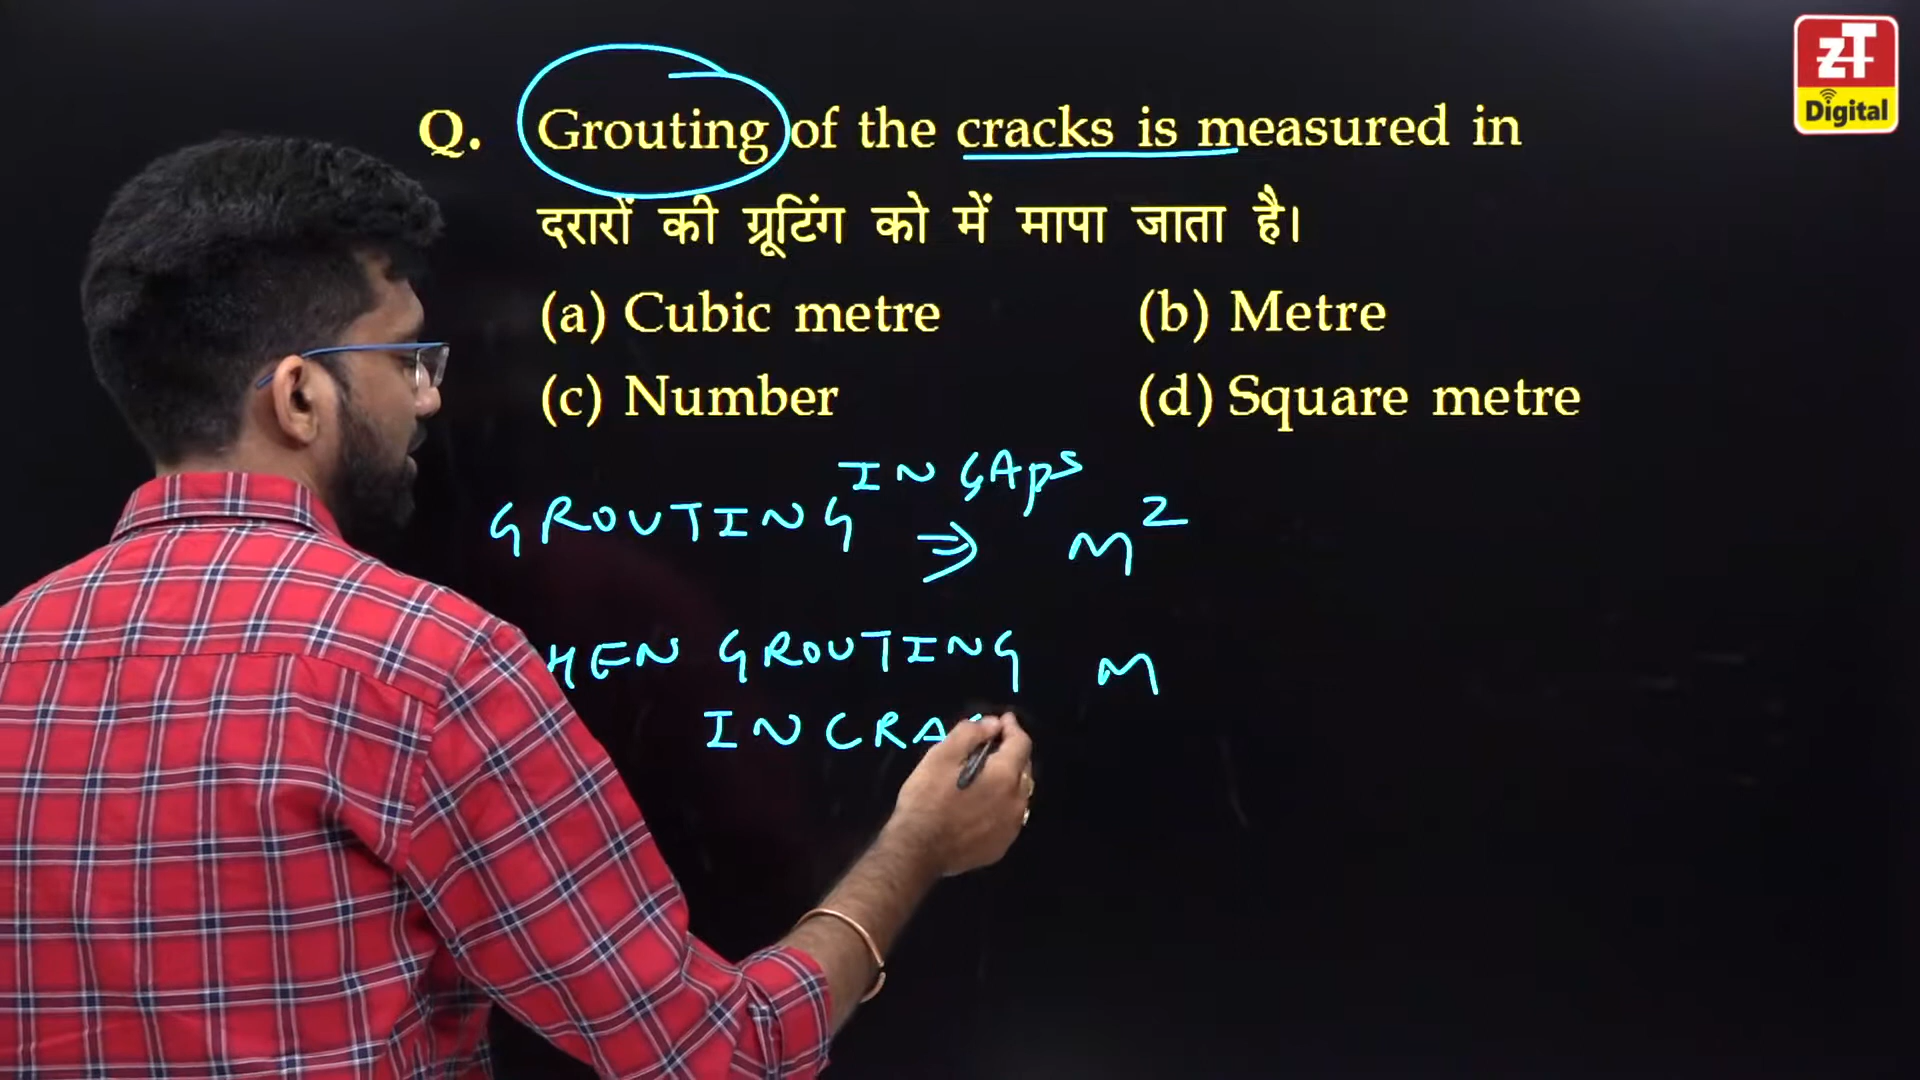 zT
Digital
Q. Grouting of the cracks is measured in
दरारों की ग्रूटिंग को में मापा जाता है।
(a) Cubic metre (b) Metre
(c) Number (d) Square metre
IN GAPS
GROUTING ⇒ M²
HEN GROUTING M
IN CRA